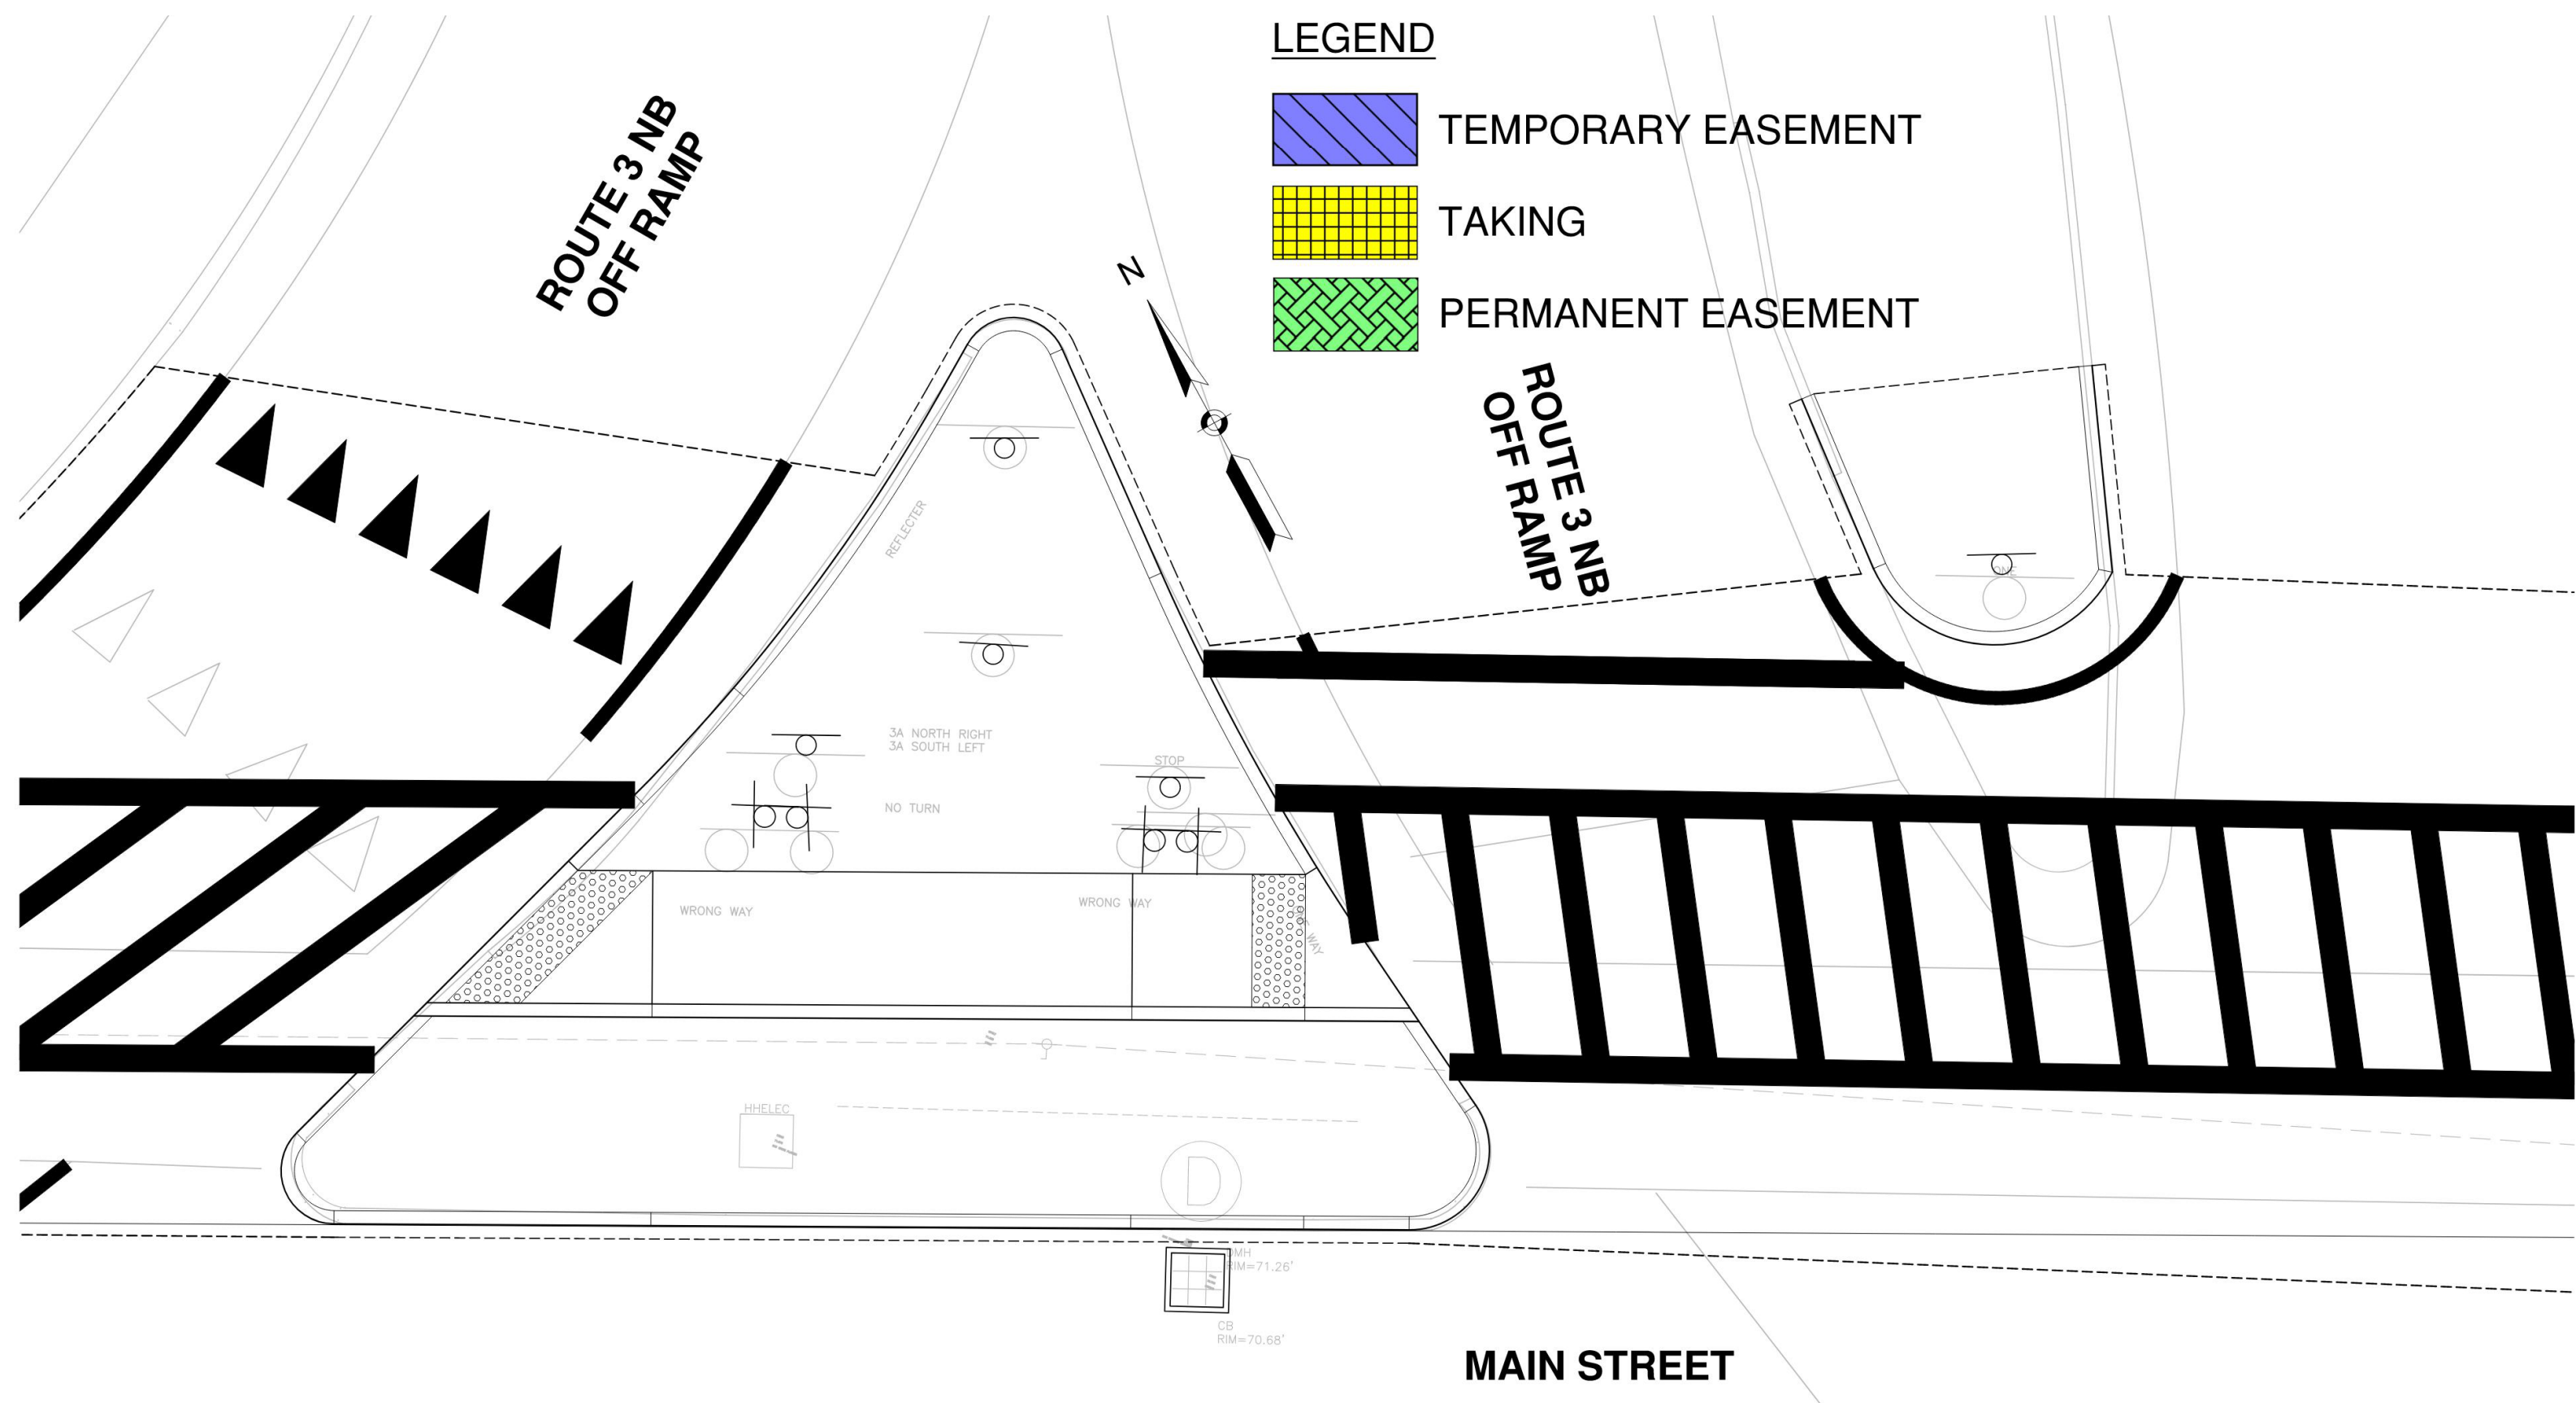 LEGEND
TEMPORARY EASEMENT
TAKING
PERMANENT EASEMENT
ROUTE 3 NB
OFF RAMP
N
ROUTE 3 NB
OFF RAMP
REFLECTER
ONE
3A NORTH RIGHT
3A SOUTH LEFT
STOP
NO TURN
WRONG WAY
WRONG WAY
WAY
HHELEC
D
DMH
RIM=71.26'
CB
RIM=70.68'
MAIN STREET